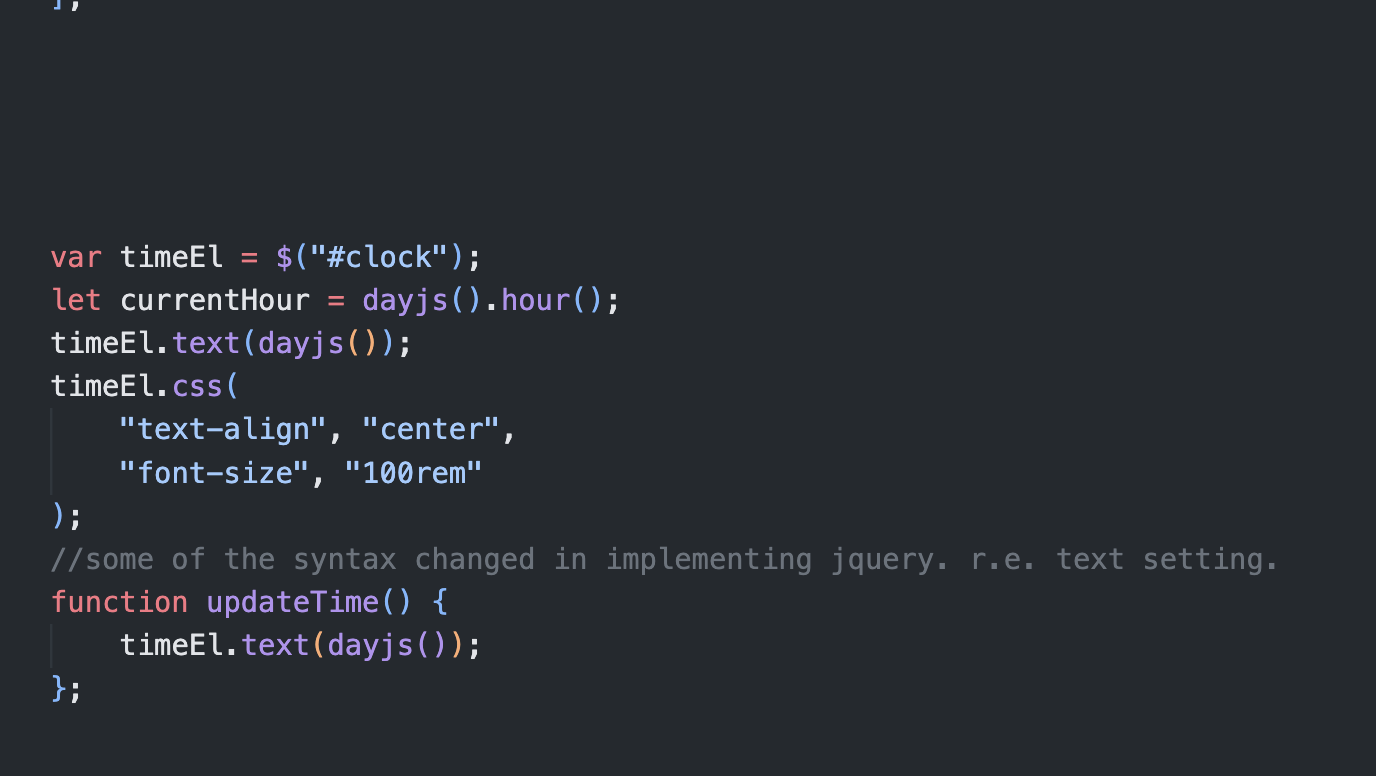 ];
var timeEl = $("#clock");
let currentHour = dayjs().hour();
timeEl.text(dayjs());
timeEl.css(
    "text-align", "center",
    "font-size", "100rem"
);
//some of the syntax changed in implementing jquery. r.e. text setting.
function updateTime() {
    timeEl.text(dayjs());
};